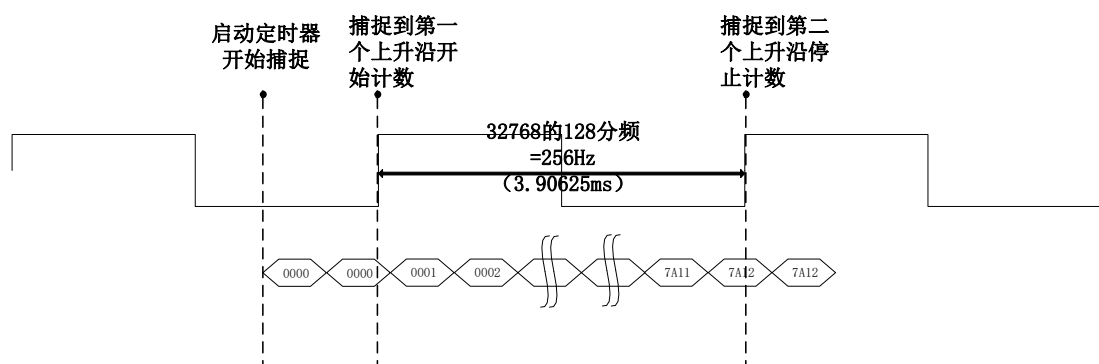 启动定时器
开始捕捉
捕捉到第一
个上升沿开
始计数
捕捉到第二
个上升沿停
止计数
32768的128分频
=256Hz
（3.90625ms）
0000
0000
0001
0002
7A11
7A12
7A12